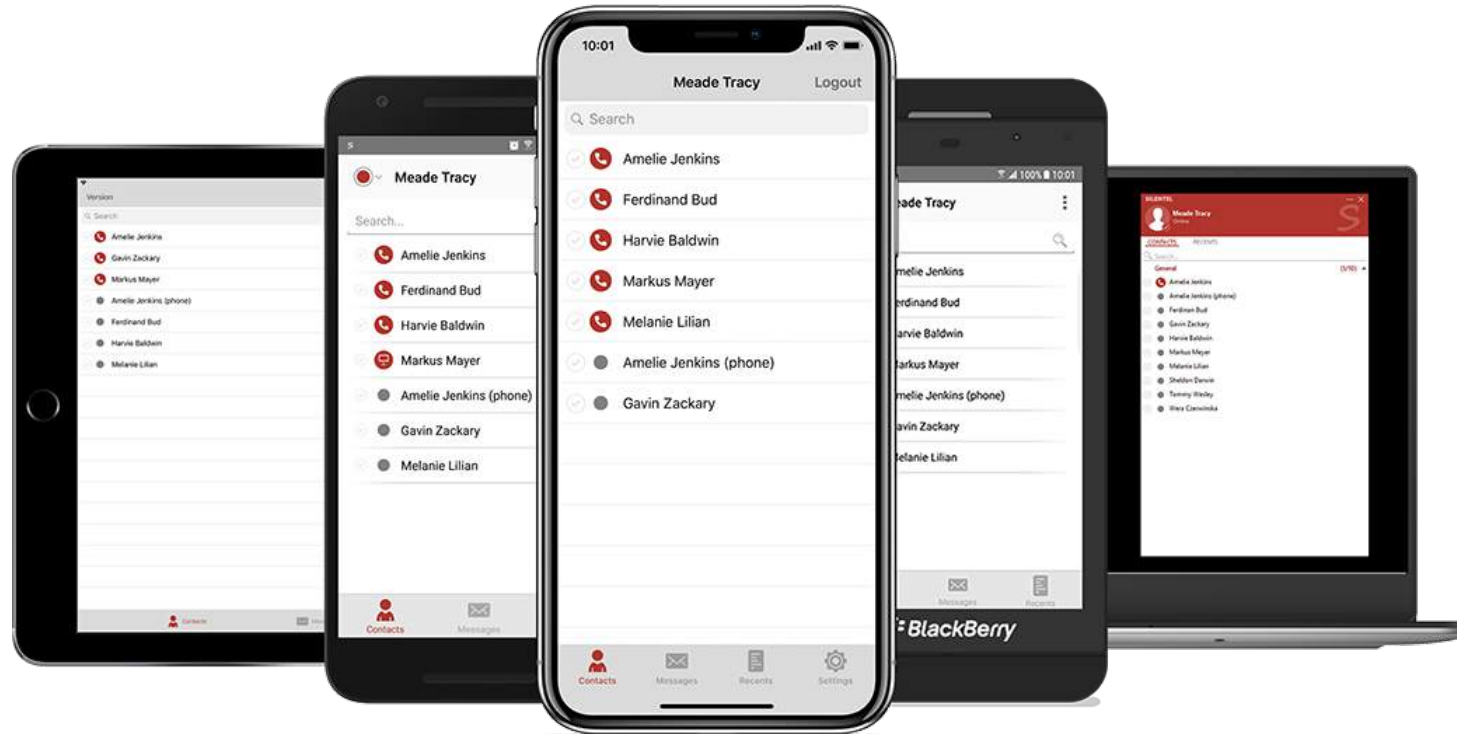 Version
Search
Amelie Jenkins
Gavin Zackary
Markus Mayer
Amelie Jenkins (phone)
Ferdinand Bud
Harvie Baldwin
Melanie Lilian
Contacts
S
Meade Tracy
Search...
Amelie Jenkins
Ferdinand Bud
Harvie Baldwin
Markus Mayer
Amelie Jenkins (phone)
Gavin Zackary
Melanie Lilian
Contacts
Messages
10:01
Meade Tracy
Logout
Search
Amelie Jenkins
Ferdinand Bud
Harvie Baldwin
Markus Mayer
Melanie Lilian
Amelie Jenkins (phone)
Gavin Zackary
Contacts
Messages
Recents
Settings
100% 10:01
eade Tracy
melie Jenkins
erdinand Bud
arvie Baldwin
arkus Mayer
melie Jenkins (phone)
avin Zackary
elanie Lilian
Messages
Recents
BlackBerry
SILENTEL
Meade Tracy
Online
S
CONTACTS
RECENTS
Search...
General (5/10)
Amelie Jenkins
Amelie Jenkins (phone)
Ferdinan Bud
Gavin Zackary
Harvie Baldwin
Markus Meyer
Melanie Lilian
Sheldon Darwin
Tommy Wesley
Wera Czerwinska